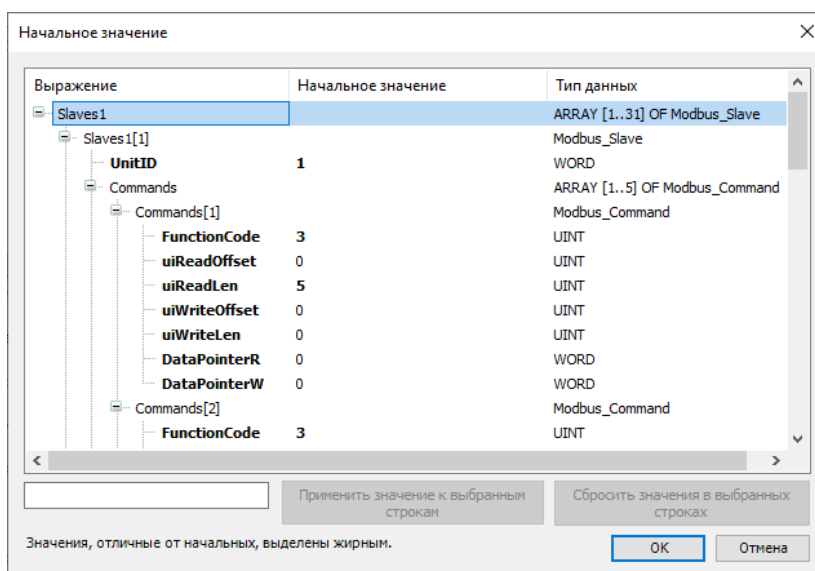 Начальное значение
Выражение Начальное значение Тип данных
Slaves1 ARRAY [1..31] OF Modbus_Slave
Slaves1[1] Modbus_Slave
UnitID 1 WORD
Commands ARRAY [1..5] OF Modbus_Command
Commands[1] Modbus_Command
FunctionCode 3 UINT
uiReadOffset 0 UINT
uiReadLen 5 UINT
uiWriteOffset 0 UINT
uiWriteLen 0 UINT
DataPointerR 0 WORD
DataPointerW 0 WORD
Commands[2] Modbus_Command
FunctionCode 3 UINT
Применить значение к выбранным строкам
Сбросить значения в выбранных строках
Значения, отличные от начальных, выделены жирным.
OK Отмена